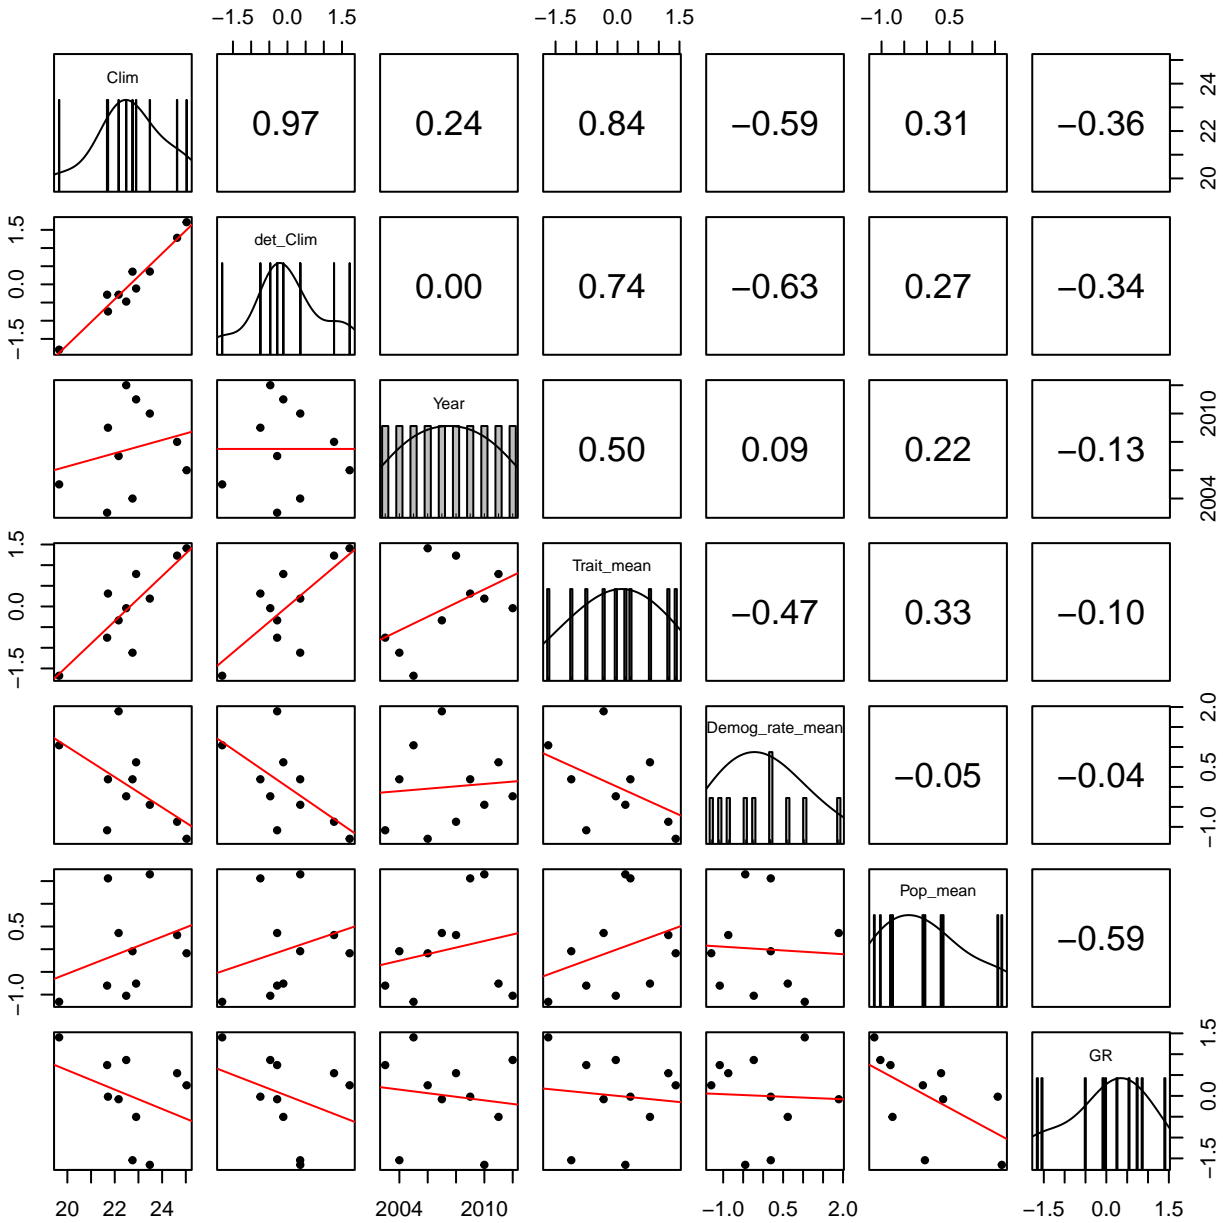 −1.5 0.0 1.5 −1.5 0.0 1.5 −1.0 0.5
Clim 0.97 0.24 0.84 −0.59 0.31 −0.36 20 22 24
−1.5 0.0 1.5 det_Clim 0.00 0.74 −0.63 0.27 −0.34
Year 0.50 0.09 0.22 −0.13 2004 2010
−1.5 0.0 1.5 Trait_mean −0.47 0.33 −0.10
Demog_rate_mean −0.05 −0.04 −1.0 0.5 2.0
−1.0 0.5 Pop_mean −0.59
GR −1.5 0.0 1.5
20 22 24 2004 2010 −1.0 0.5 2.0 −1.5 0.0 1.5